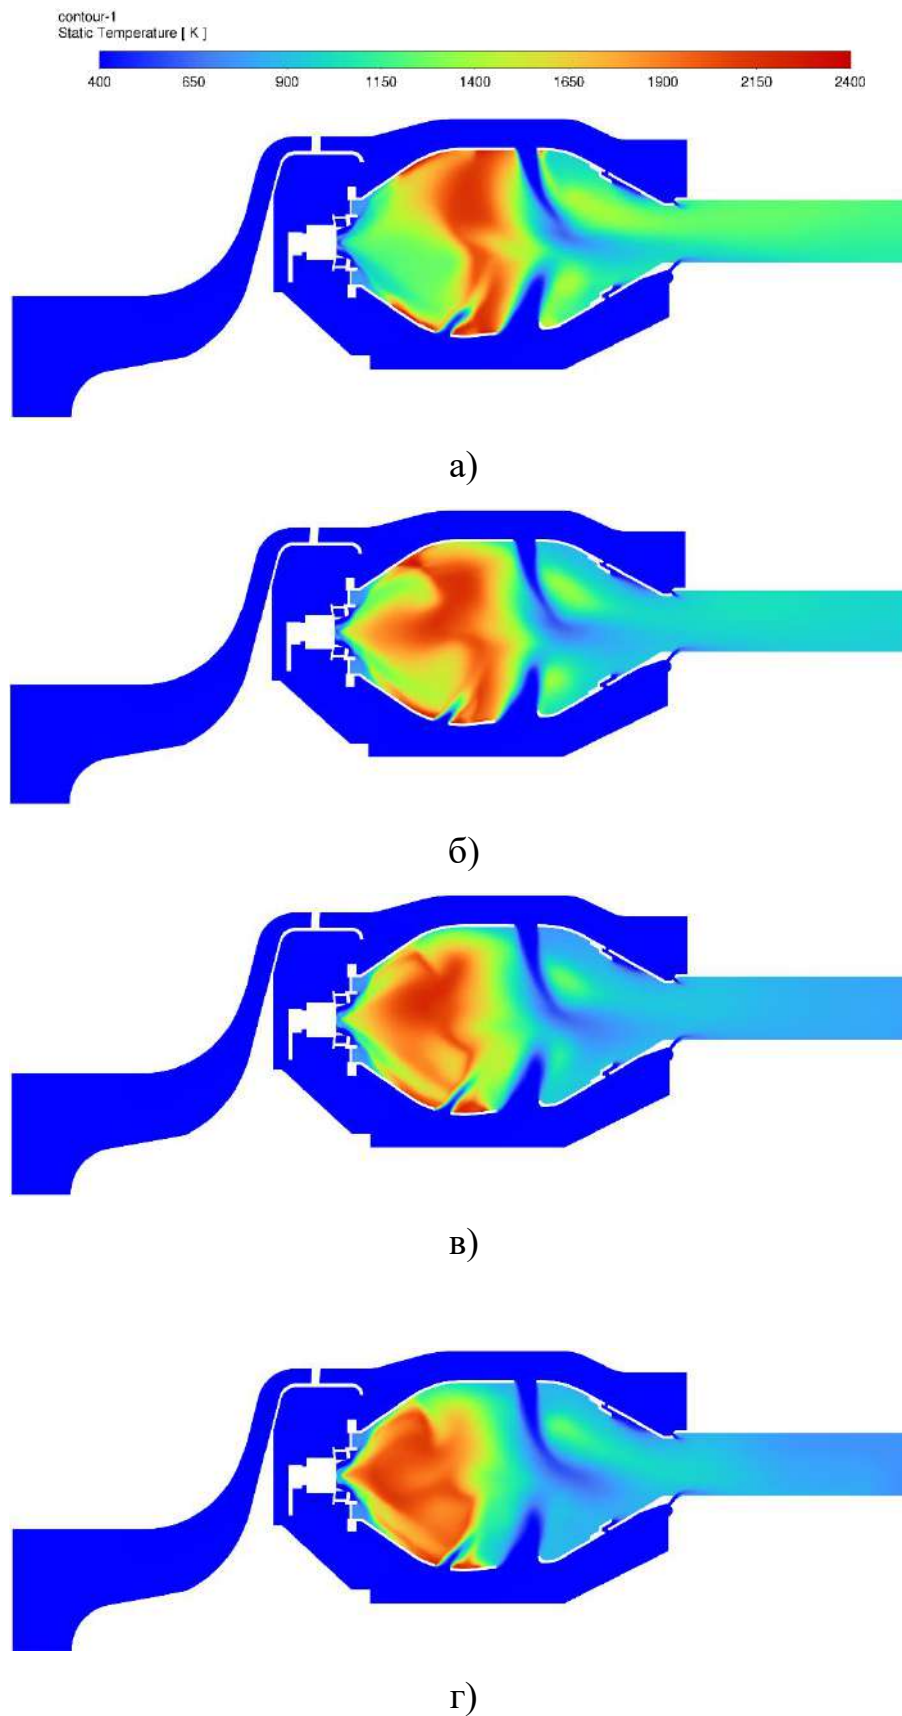 contour-1
Static Temperature [ K ]
400 650 900 1150 1400 1650 1900 2150 2400
а)
б)
в)
г)